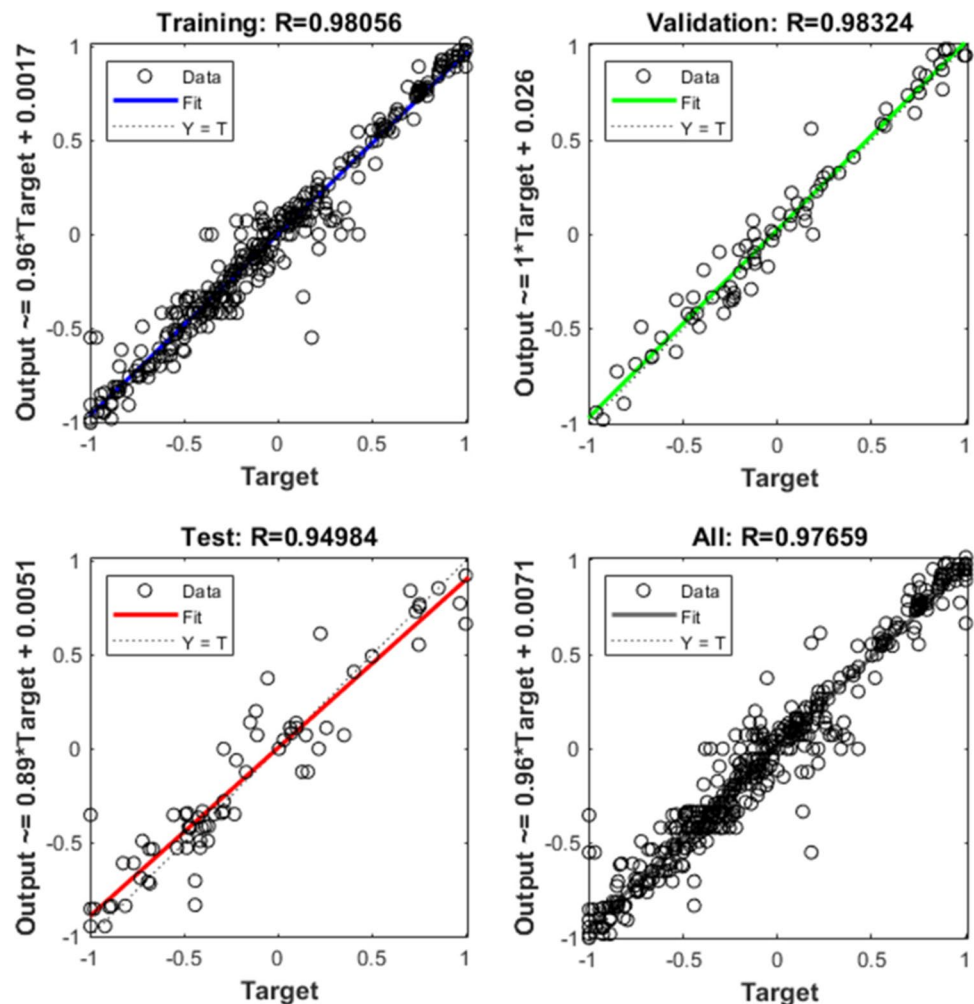 Training: R=0.98056
Output ~= 0.96*Target + 0.0017
Data
Fit
Y = T
1
0.5
0
-0.5
-1
-1 -0.5 0 0.5 1
Target
Validation: R=0.98324
Output ~= 1*Target + 0.026
Data
Fit
Y = T
1
0.5
0
-0.5
-1
-1 -0.5 0 0.5 1
Target
Test: R=0.94984
Output ~= 0.89*Target + 0.0051
Data
Fit
Y = T
1
0.5
0
-0.5
-1
-1 -0.5 0 0.5 1
Target
All: R=0.97659
Output ~= 0.96*Target + 0.0071
Data
Fit
Y = T
1
0.5
0
-0.5
-1
-1 -0.5 0 0.5 1
Target